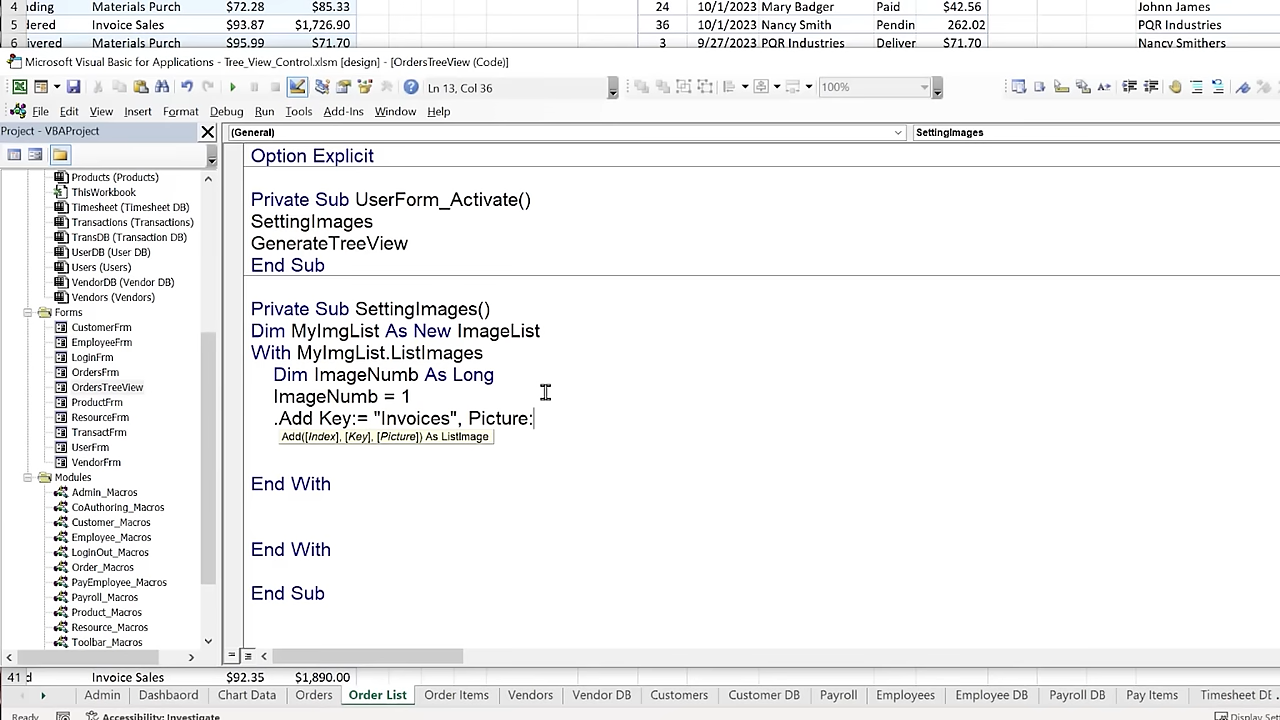 4 nding Materials Purch $72.28 $85.33 24 10/1/2023 Mary Badger Paid $42.56 Johnn James
5 dered Invoice Sales $93.87 $1,726.90 36 10/1/2023 Nancy Smith Pendin 262.02 PQR Industries
6 ivered Materials Purch $95.99 $71.70 3 9/27/2023 PQR Industries Deliver $71.70 Nancy Smithers
Microsoft Visual Basic for Applications - Tree_View_Control.xlsm [design] - [OrdersTreeView (Code)]
Ln 13, Col 36 100%
File Edit View Insert Format Debug Run Tools Add-Ins Window Help
Project - VBAProject
(General) SettingImages
Products (Products)
ThisWorkbook
Timesheet (Timesheet DB)
Transactions (Transactions)
TransDB (Transaction DB)
UserDB (User DB)
Users (Users)
VendorDB (Vendor DB)
Vendors (Vendors)
Forms
CustomerFrm
EmployeeFrm
LoginFrm
OrdersFrm
OrdersTreeView
ProductFrm
ResourceFrm
TransactFrm
UserFrm
VendorFrm
Modules
Admin_Macros
CoAuthoring_Macros
Customer_Macros
Employee_Macros
LoginOut_Macros
Order_Macros
PayEmployee_Macros
Payroll_Macros
Product_Macros
Resource_Macros
Toolbar_Macros
Option Explicit
Private Sub UserForm_Activate()
SettingImages
GenerateTreeView
End Sub
Private Sub SettingImages()
Dim MyImgList As New ImageList
With MyImgList.ListImages
Dim ImageNumb As Long
ImageNumb = 1
.Add Key:= "Invoices", Picture:
Add([Index], [Key], [Picture]) As ListImage
End With
End With
End Sub
41 d Invoice Sales $92.35 $1,890.00
Admin Dashbaord Chart Data Orders Order List Order Items Vendors Vendor DB Customers Customer DB Payroll Employees Employee DB Payroll DB Pay Items Timesheet DE
Ready Accessibility: Investigate Display Set